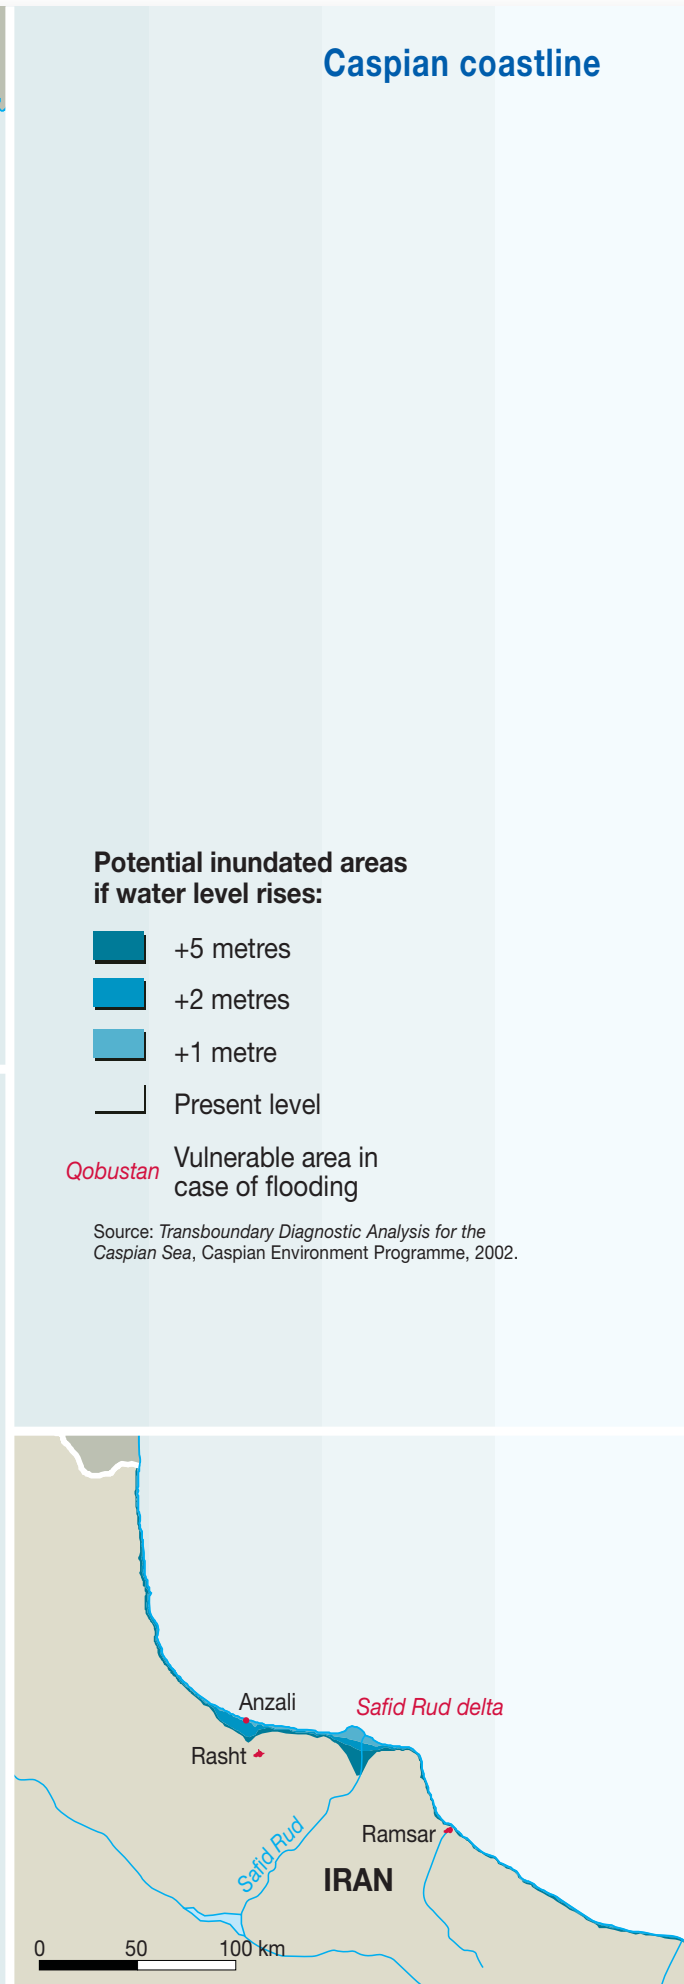 Caspian coastline
Potential inundated areas
if water level rises:
+5 metres
+2 metres
+1 metre
Present level
Qobustan Vulnerable area in
case of flooding
Source: Transboundary Diagnostic Analysis for the
Caspian Sea, Caspian Environment Programme, 2002.
Anzali
Safid Rud delta
Rasht
Safid Rud
Ramsar
IRAN
0 50 100 km